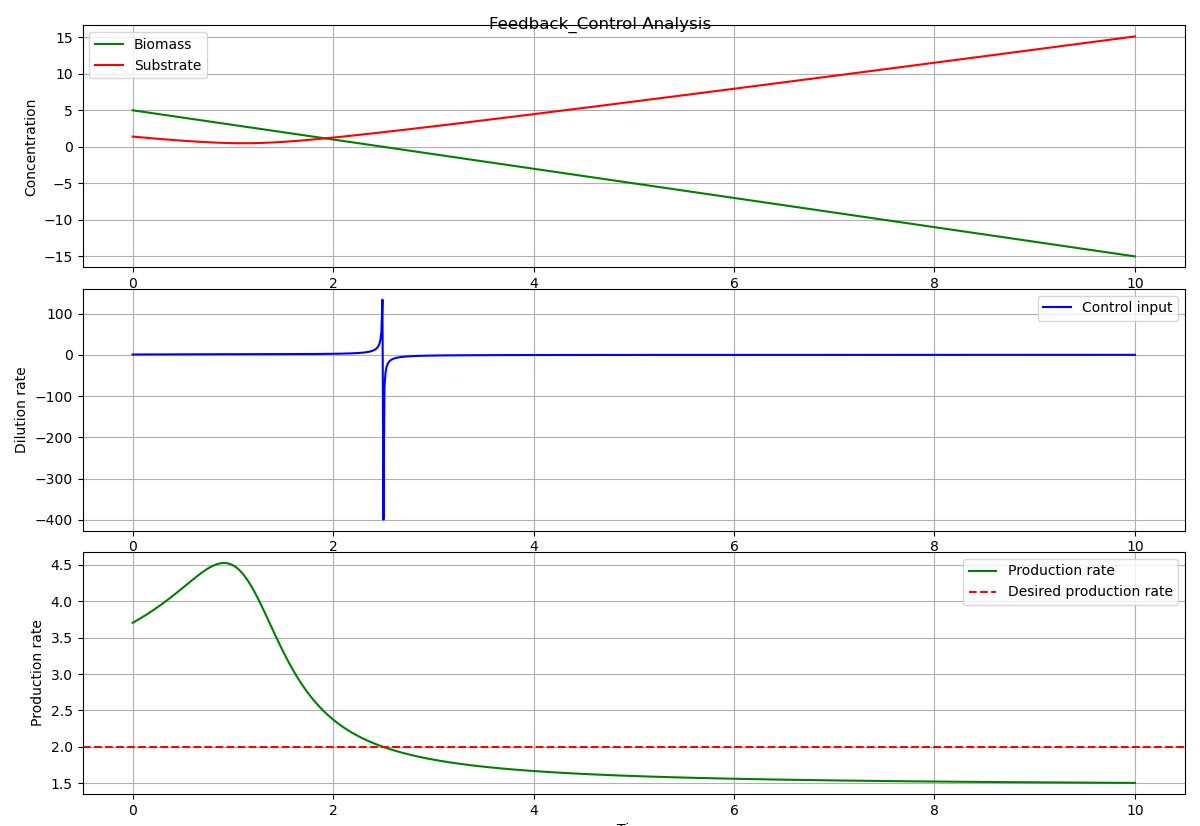 Feedback_Control Analysis
Biomass
Substrate
Concentration
15
10
5
0
−5
−10
−15
0 2 4 6 8 10
Control input
Dilution rate
100
0
−100
−200
−300
−400
0 2 4 6 8 10
Production rate
Desired production rate
Production rate
4.5
4.0
3.5
3.0
2.5
2.0
1.5
0 2 4 6 8 10